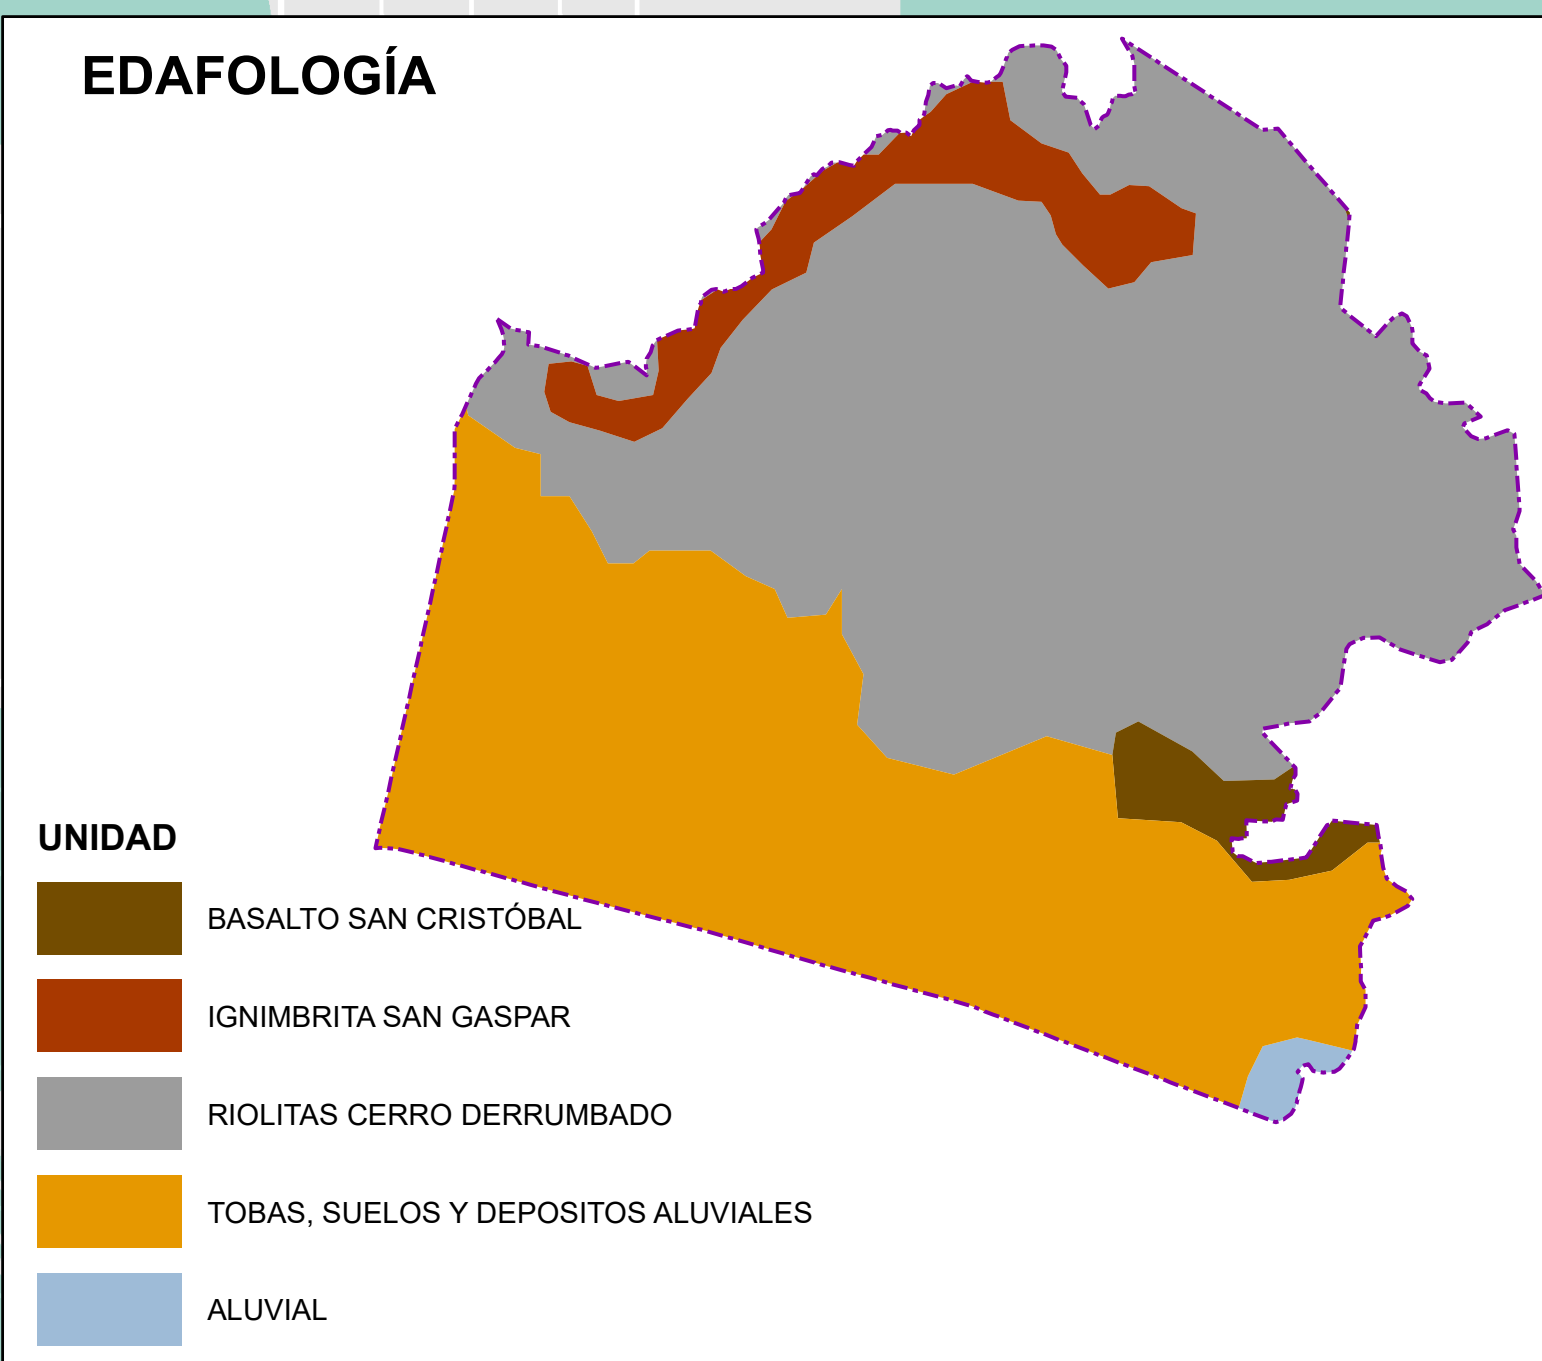 EDAFOLOGÍA
UNIDAD
BASALTO SAN CRISTÓBAL
IGNIMBRITA SAN GASPAR
RIOLITAS CERRO DERRUMBADO
TOBAS, SUELOS Y DEPOSITOS ALUVIALES
ALUVIAL